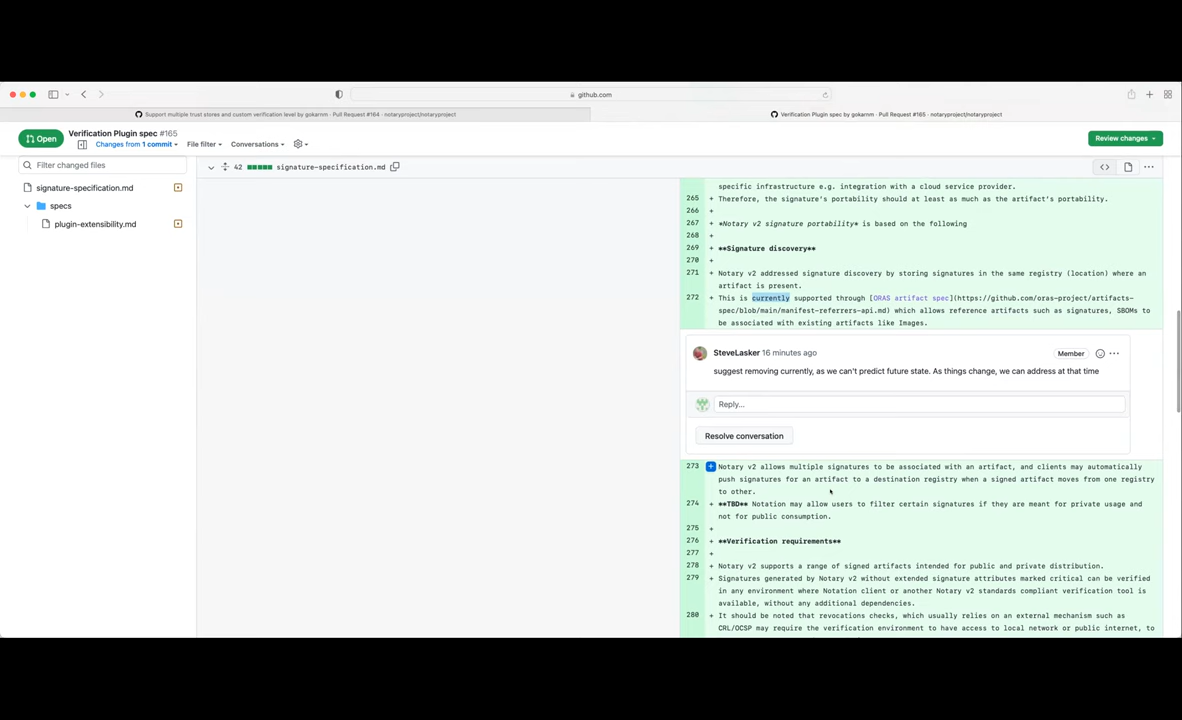 github.com
Support multiple trust stores and custom verification level by gokarnm · Pull Request #164 · notaryproject/notaryproject
Verification Plugin spec by gokarnm · Pull Request #165 · notaryproject/notaryproject
Open
Verification Plugin spec #165
Changes from 1 commit
File filter
Conversations
Review changes
Filter changed files
signature-specification.md
specs
plugin-extensibility.md
42 signature-specification.md
specific infrastructure e.g. integration with a cloud service provider.
265 + Therefore, the signature's portability should at least as much as the artifact's portability.
266 +
267 + *Notary v2 signature portability* is based on the following
268 +
269 + **Signature discovery**
270 +
271 + Notary v2 addressed signature discovery by storing signatures in the same registry (location) where an
artifact is present.
272 + This is currently supported through [ORAS artifact spec](https://github.com/oras-project/artifacts-
spec/blob/main/manifest-referrers-api.md) which allows reference artifacts such as signatures, SBOMs to
be associated with existing artifacts like Images.
SteveLasker 16 minutes ago
Member
suggest removing currently, as we can't predict future state. As things change, we can address at that time
Reply...
Resolve conversation
273 + Notary v2 allows multiple signatures to be associated with an artifact, and clients may automatically
push signatures for an artifact to a destination registry when a signed artifact moves from one registry
to other.
274 + **TBD** Notation may allow users to filter certain signatures if they are meant for private usage and
not for public consumption.
275 +
276 + **Verification requirements**
277 +
278 + Notary v2 supports a range of signed artifacts intended for public and private distribution.
279 + Signatures generated by Notary v2 without extended signature attributes marked critical can be verified
in any environment where Notation client or another Notary v2 standards compliant verification tool is
available, without any additional dependencies.
280 + It should be noted that revocations checks, which usually relies on an external mechanism such as
CRL/OCSP may require the verification environment to have access to local network or public internet, to